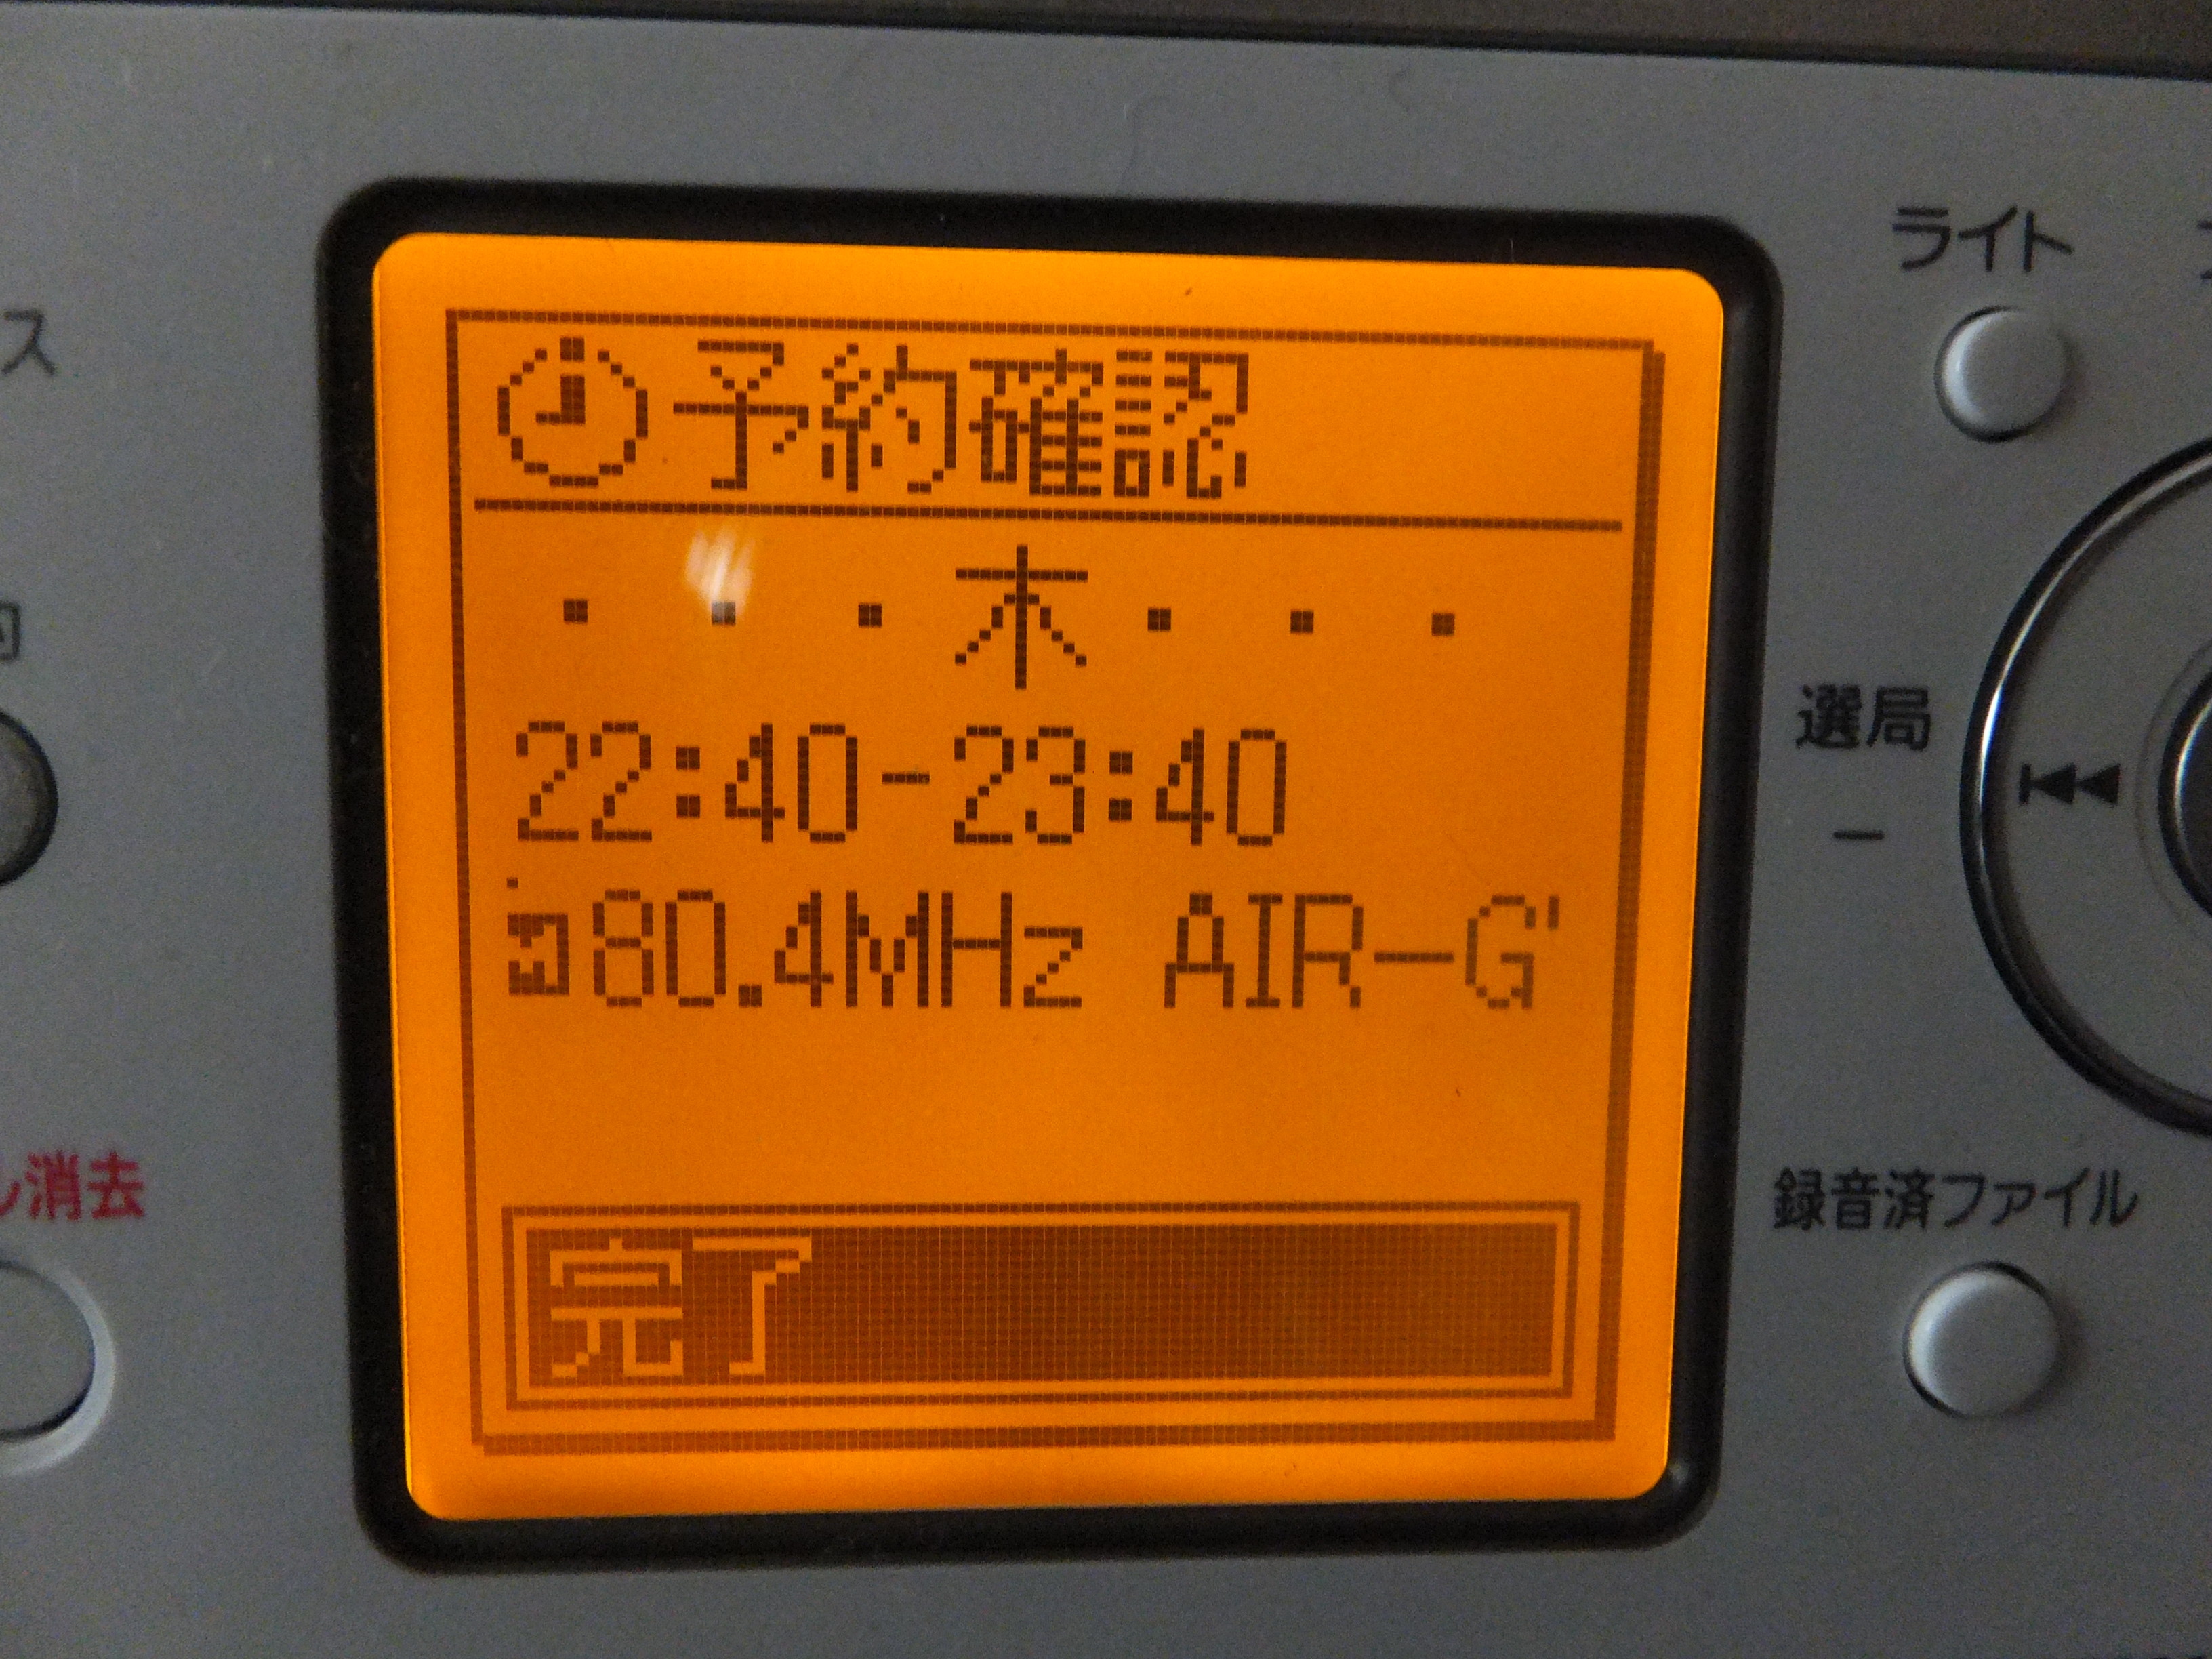 予約確認
・・・木・・・
22:40-23:40
80.4MHz AIR-G'
完了
ライト
選局
−
録音済ファイル
ス
消去